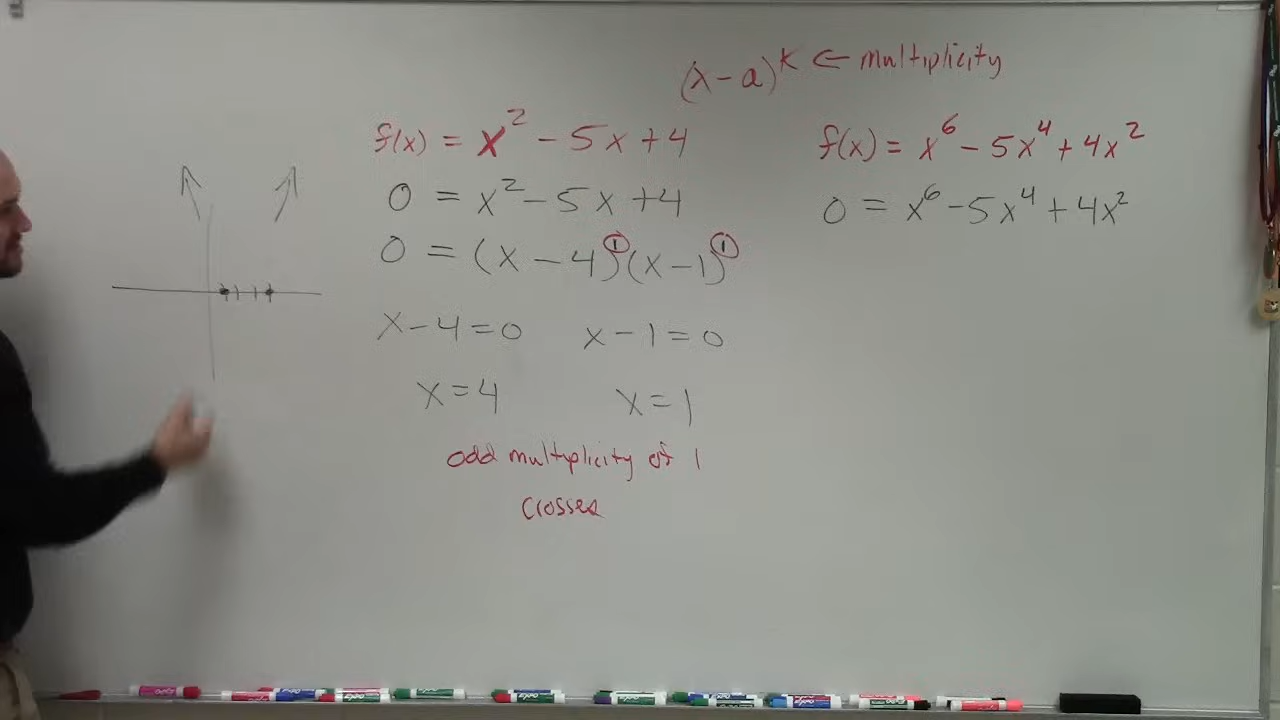 (x-a)^k ← multiplicity
f(x) = x² - 5x + 4
0 = x² - 5x + 4
0 = (x - 4)^①(x - 1)^①
x - 4 = 0 x - 1 = 0
x = 4 x = 1
odd multiplicity of 1
crosses
f(x) = x⁶ - 5x⁴ + 4x²
0 = x⁶ - 5x⁴ + 4x²